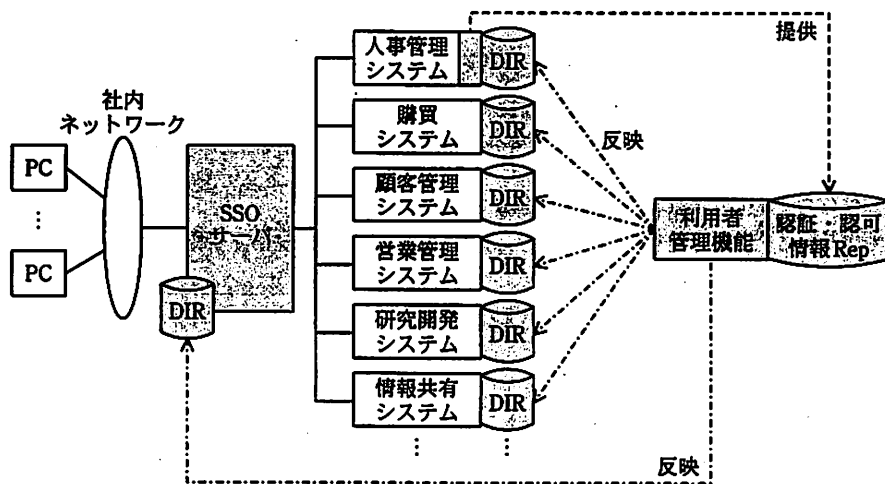 社内
ネットワーク
PC
⋮
PC
SSO
サーバ
DIR
人事管理
システム
DIR
購買
システム
DIR
顧客管理
システム
DIR
営業管理
システム
DIR
研究開発
システム
DIR
情報共有
システム
DIR
⋮
⋮
提供
反映
利用者
管理機能
認証・認可
情報Rep
反映